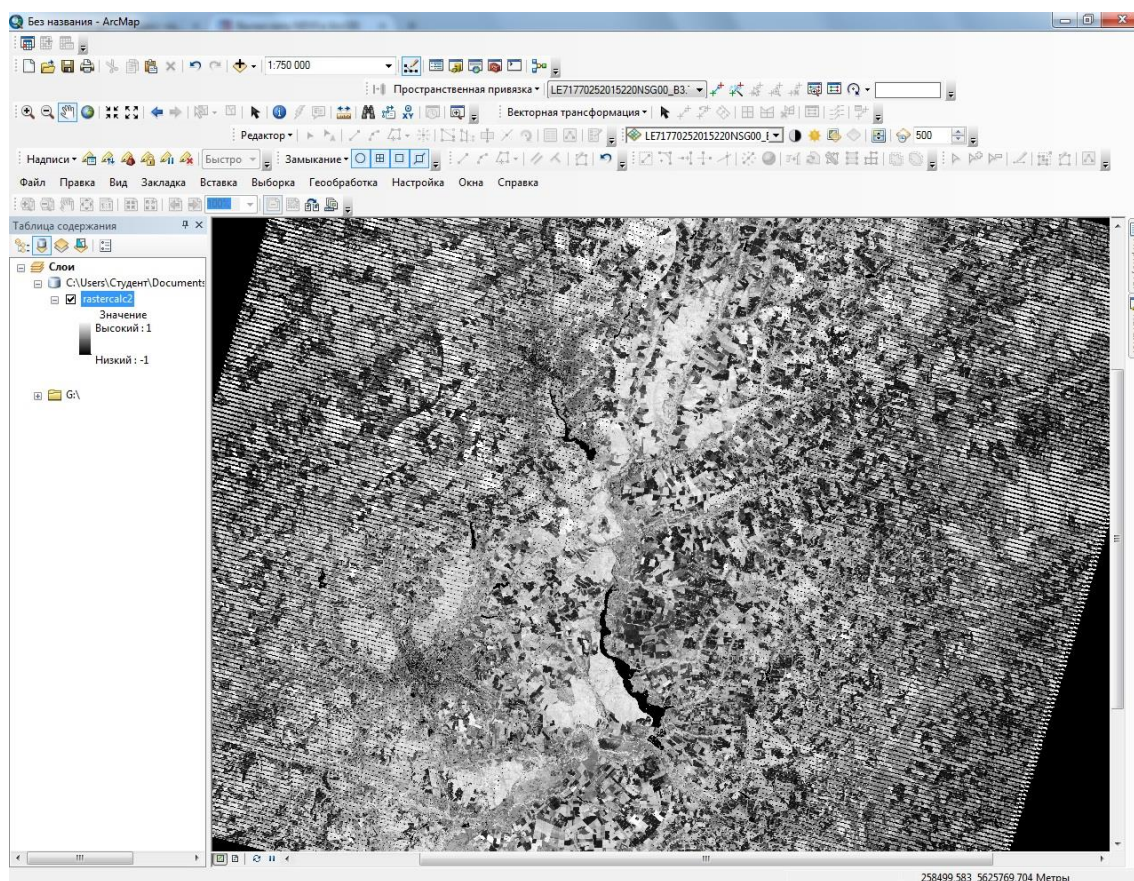 Без названия - ArcMap
1:750 000
Пространственная привязка
LE71770252015220NSG00_B3.
Векторная трансформация
Редактор
LE71770252015220NSG00_
500
Надписи
Быстро
Замыкание
Файл Правка Вид Закладка Вставка Выборка Геообработка Настройка Окна Справка
100%
Таблица содержания
Слои
C:\Users\Студент\Documents
rastercalc2
Значение
Высокий : 1
Низкий : -1
G:\
258499,583 5625769,704 Метры